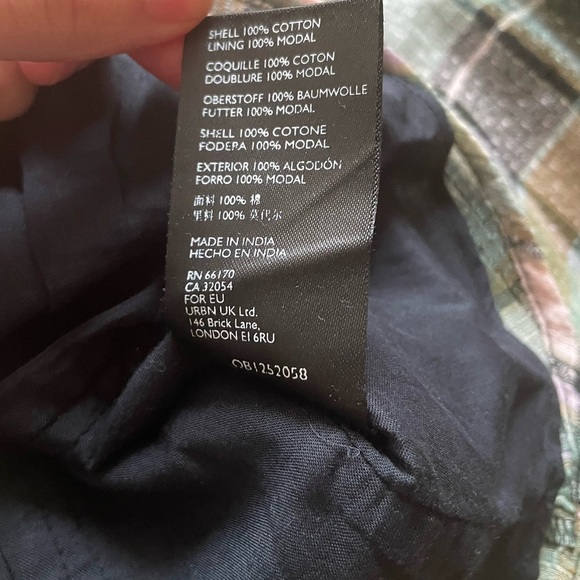 SHELL 100% COTTON
LINING 100% MODAL
COQUILLE 100% COTON
DOUBLURE 100% MODAL
OBERSTOFF 100% BAUMWOLLE
FUTTER 100% MODAL
SHELL 100% COTONE
FODERA 100% MODAL
EXTERIOR 100% ALGODÓN
FORRO 100% MODAL
面料 100% 棉
里料 100% 莫代尔
MADE IN INDIA
HECHO EN INDIA
RN 66170
CA 32054
FOR EU
URBN UK Ltd.
146 Brick Lane,
LONDON E1 6RU
OB1252058